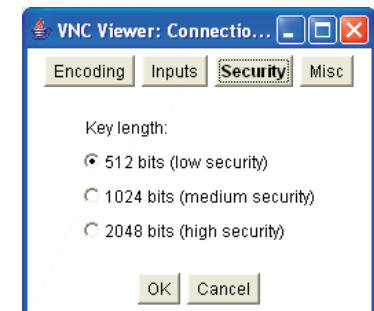 VNC Viewer: Connectio...
Encoding Inputs Security Misc
Key length:
512 bits (low security)
1024 bits (medium security)
2048 bits (high security)
OK Cancel